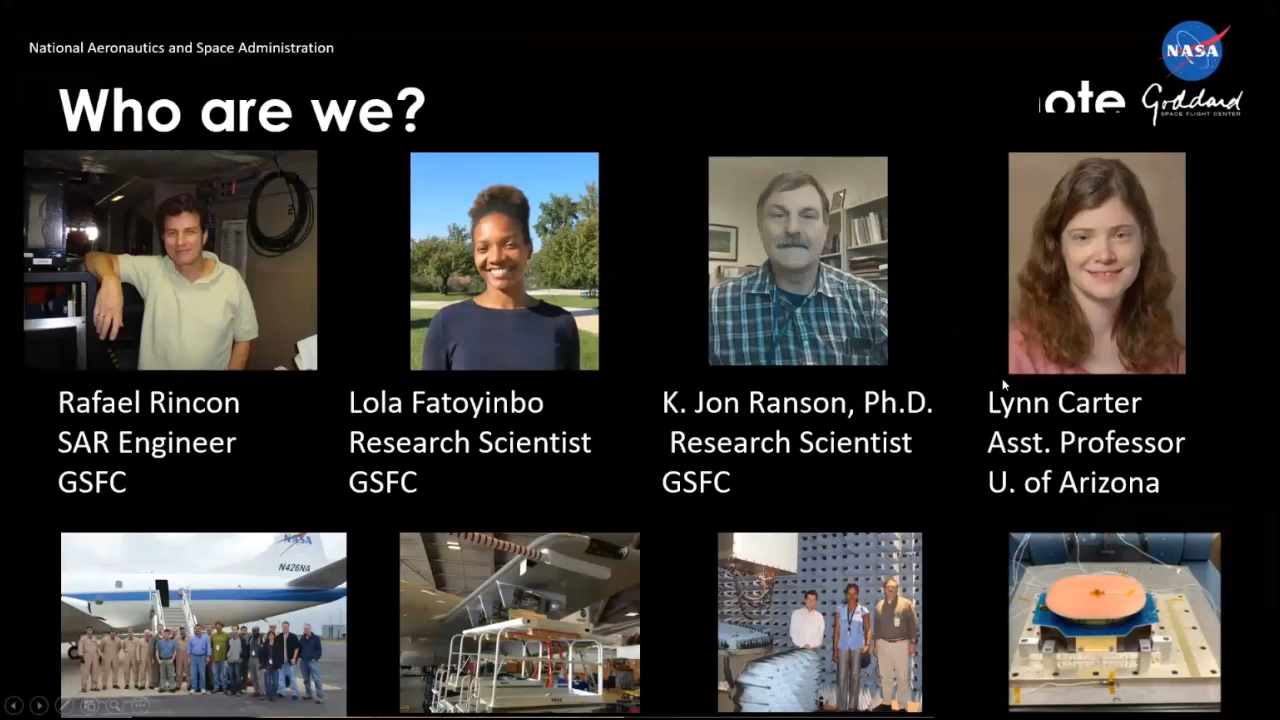 National Aeronautics and Space Administration
NASA
Who are we?
ote Goddard
SPACE FLIGHT CENTER
Rafael Rincon
SAR Engineer
GSFC
Lola Fatoyinbo
Research Scientist
GSFC
K. Jon Ranson, Ph.D.
Research Scientist
GSFC
Lynn Carter
Asst. Professor
U. of Arizona
NASA
N426NA